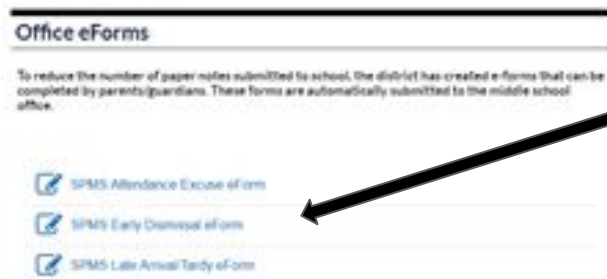 Office eForms
To reduce the number of paper notes submitted to school, the district has created e-forms that can be
completed by parents/guardians. These forms are automatically submitted to the middle school
office.
SPMS Attendance Excuse eForm
SPMS Early Dismissal eForm
SPMS Late Arrival/Tardy eForm